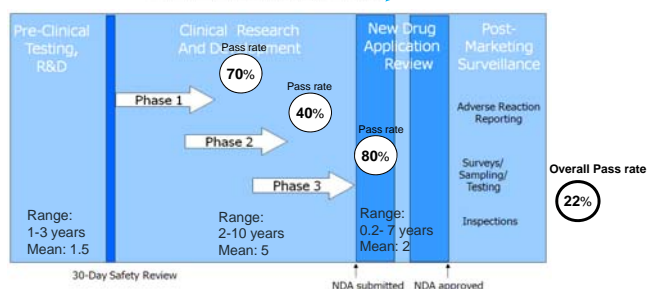 Pre-Clinical
Testing,
R&D
Clinical Research
And Development
New Drug
Application
Review
Post-
Marketing
Surveillance
Pass rate
70%
Phase 1
Pass rate
40%
Phase 2
Pass rate
80%
Phase 3
Adverse Reaction
Reporting
Surveys/
Sampling/
Testing
Inspections
Overall Pass rate
22%
Range:
1-3 years
Mean: 1.5
Range:
2-10 years
Mean: 5
Range:
0.2- 7 years
Mean: 2
30-Day Safety Review
NDA submitted
NDA approved